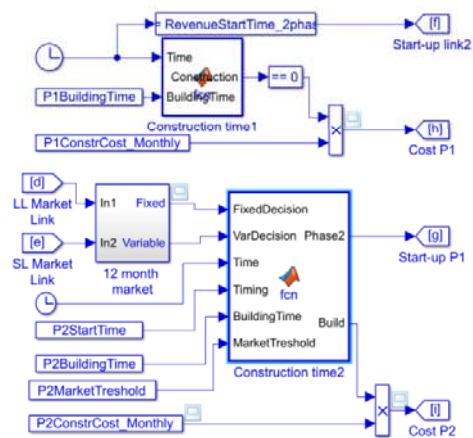 = RevenueStartTime_2phas
[f]
Start-up link2
Time
Construction
fcn
BuildingTime
== 0
P1BuildingTime
Construction time1
P1ConstrCost_Monthly
×
[h]
Cost P1
[d]
LL Market
Link
In1 Fixed
[e]
In2 Variable
SL Market
Link
12 month
market
FixedDecision
VarDecision Phase2
[g]
Start-up P1
Time
Timing
fcn
BuildingTime
Build
MarketTreshold
Construction time2
P2StartTime
P2BuildingTime
P2MarketTreshold
P2ConstrCost_Monthly
×
[i]
Cost P2